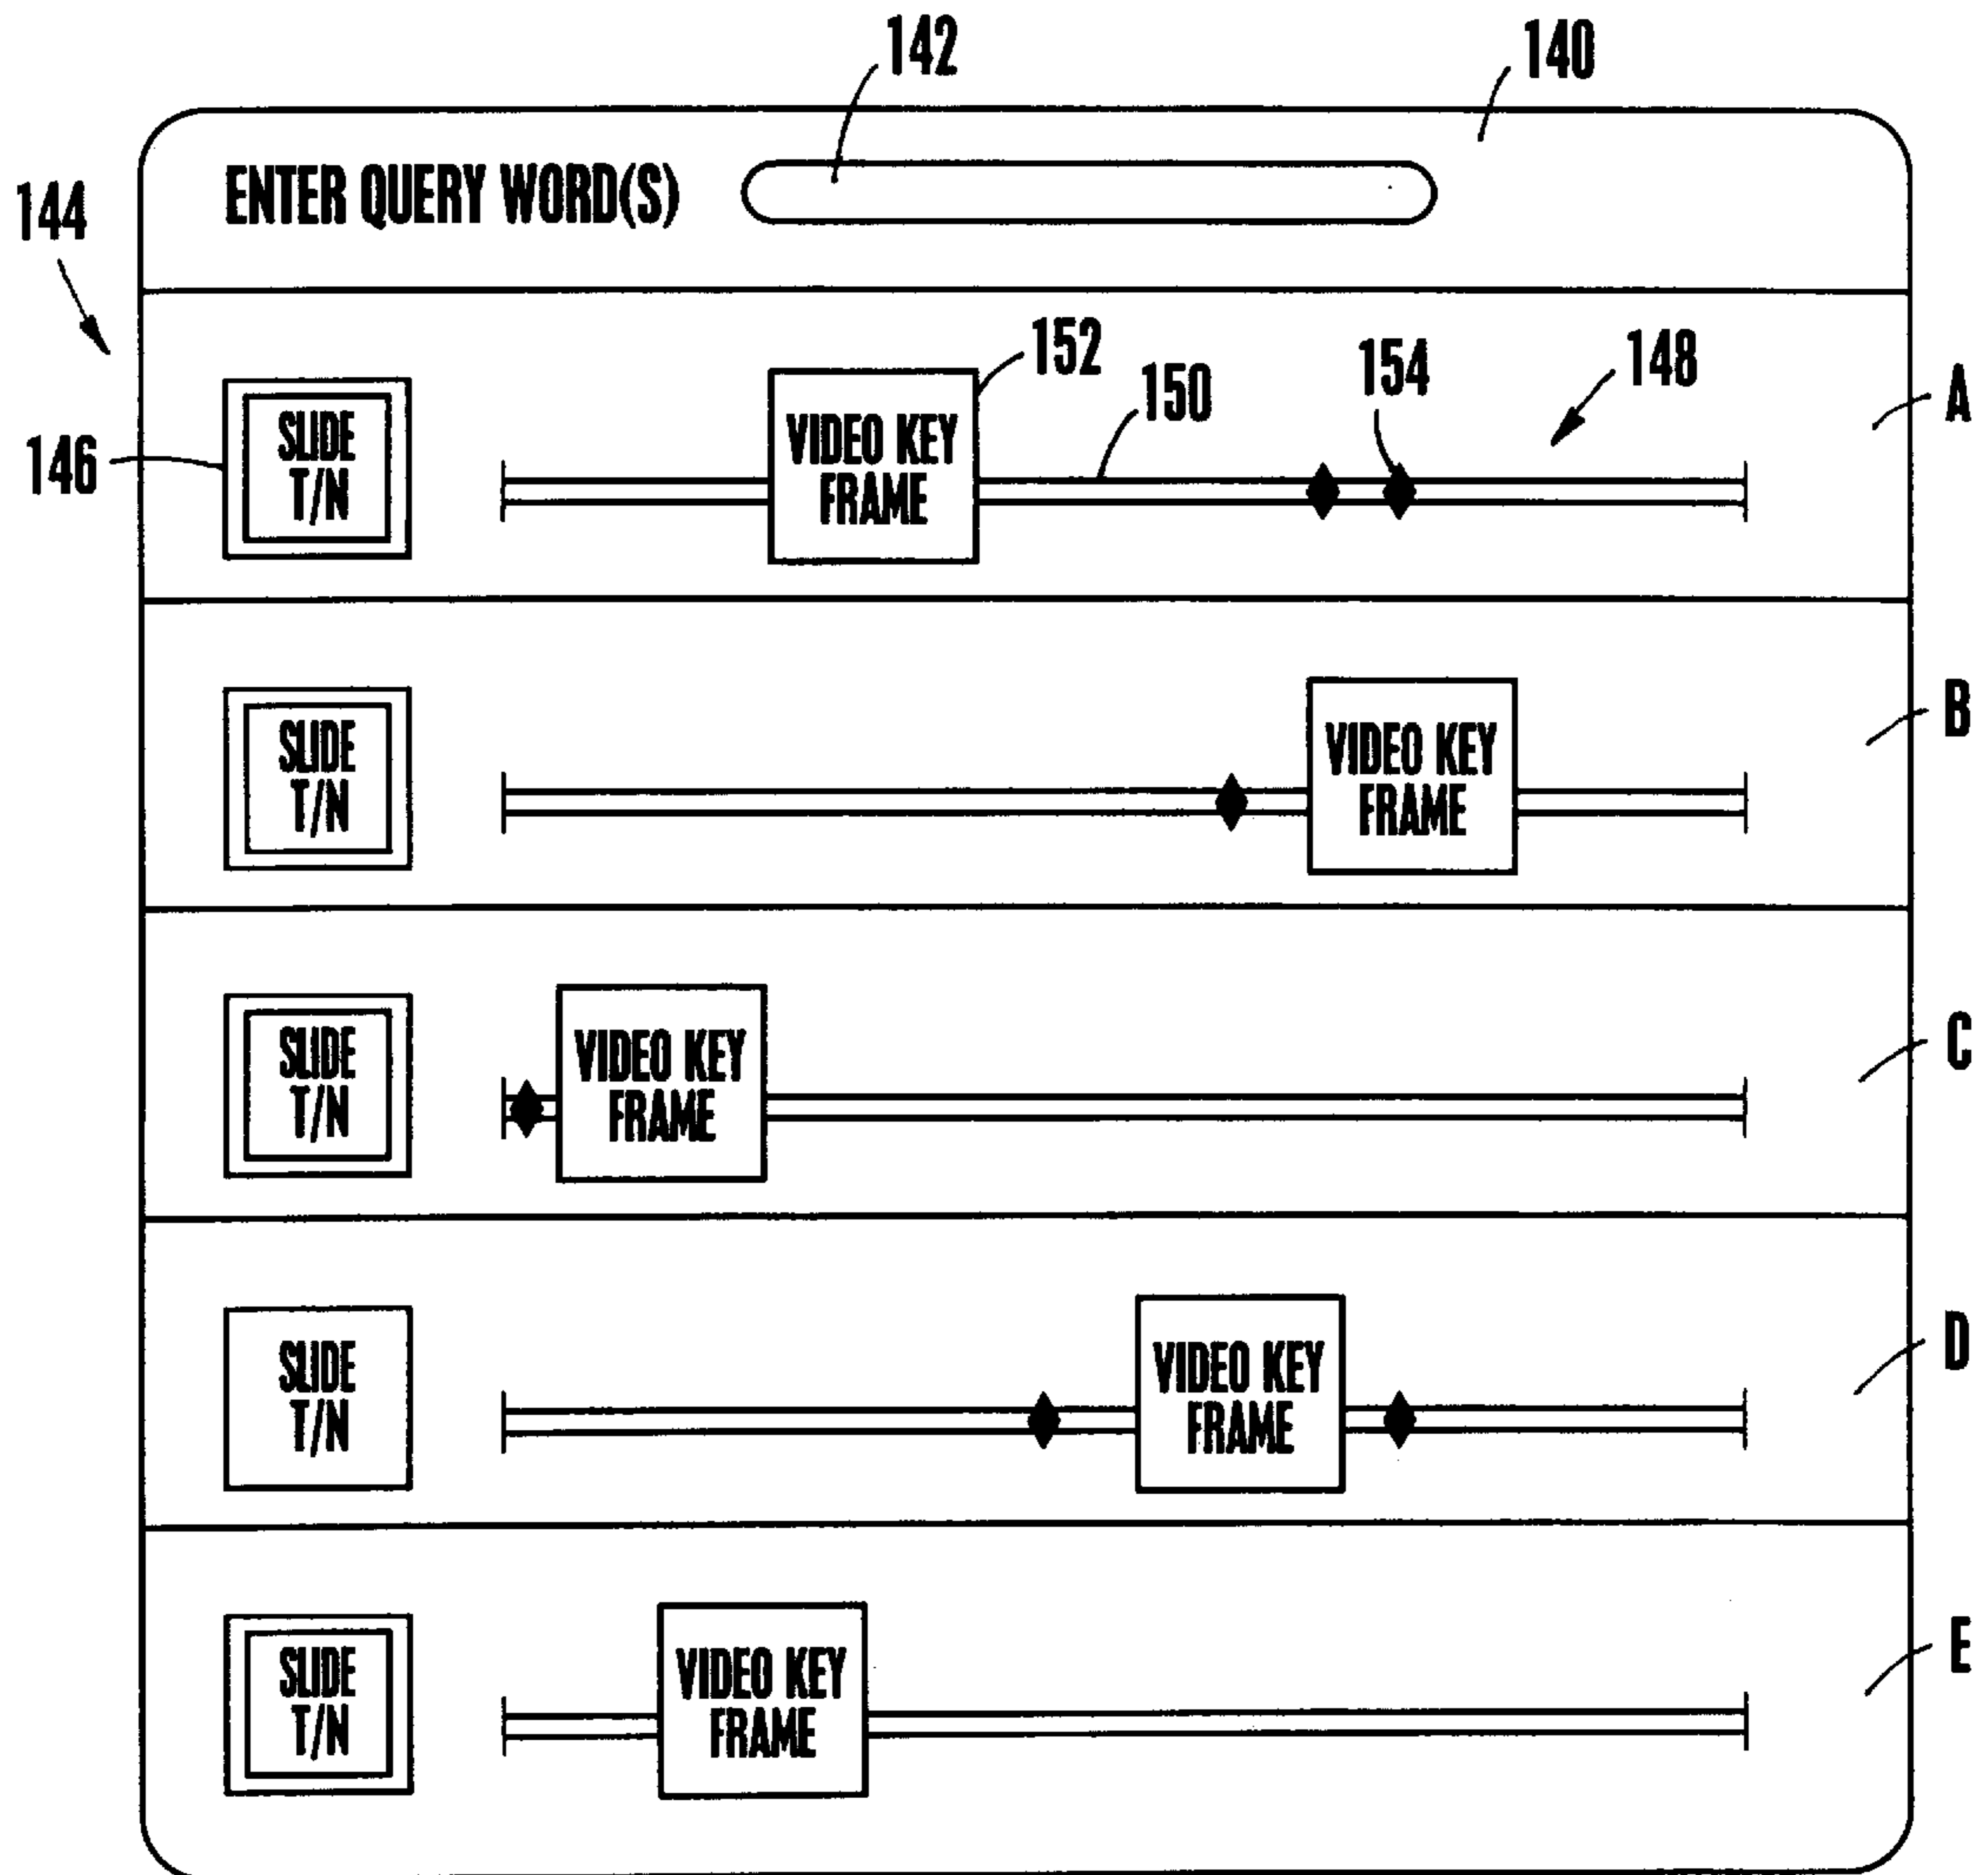 142
140
ENTER QUERY WORD(S)
144
152
150
154
148
A
146
SLIDE
T/N
VIDEO KEY
FRAME
B
SLIDE
T/N
VIDEO KEY
FRAME
C
SLIDE
T/N
VIDEO KEY
FRAME
D
SLIDE
T/N
VIDEO KEY
FRAME
E
SLIDE
T/N
VIDEO KEY
FRAME